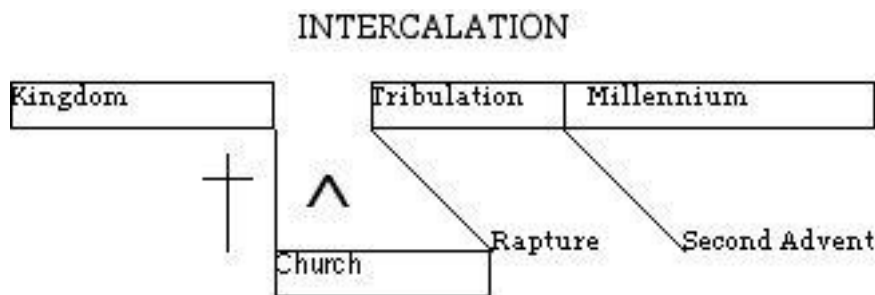 INTERCALATION
Kingdom Tribulation Millennium
Rapture Second Advent
Church